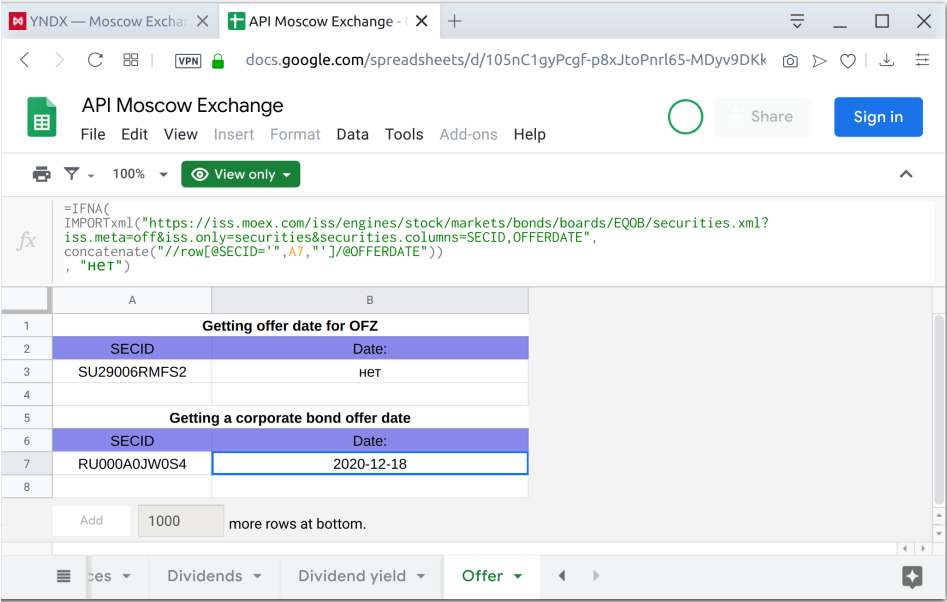 YNDX — Moscow Exchan
API Moscow Exchange -
VPN
docs.google.com/spreadsheets/d/105nC1gyPcgf-p8xJtoPnrl65-MDyv9DKk
API Moscow Exchange
File Edit View Insert Format Data Tools Add-ons Help
Share
Sign in
100%
View only
fx
=IFNA(
IMPORTxml("https://iss.moex.com/iss/engines/stock/markets/bonds/boards/EQOB/securities.xml?
iss.meta=off&iss.only=securities&securities.columns=SECID,OFFERDATE",
concatenate("//row[@SECID='",A7,"']/@OFFERDATE"))
, "нет")
A B
1 Getting offer date for OFZ
2 SECID Date:
3 SU29006RMFS2 нет
4
5 Getting a corporate bond offer date
6 SECID Date:
7 RU000A0JW0S4 2020-12-18
8
Add 1000 more rows at bottom.
ces Dividends Dividend yield Offer